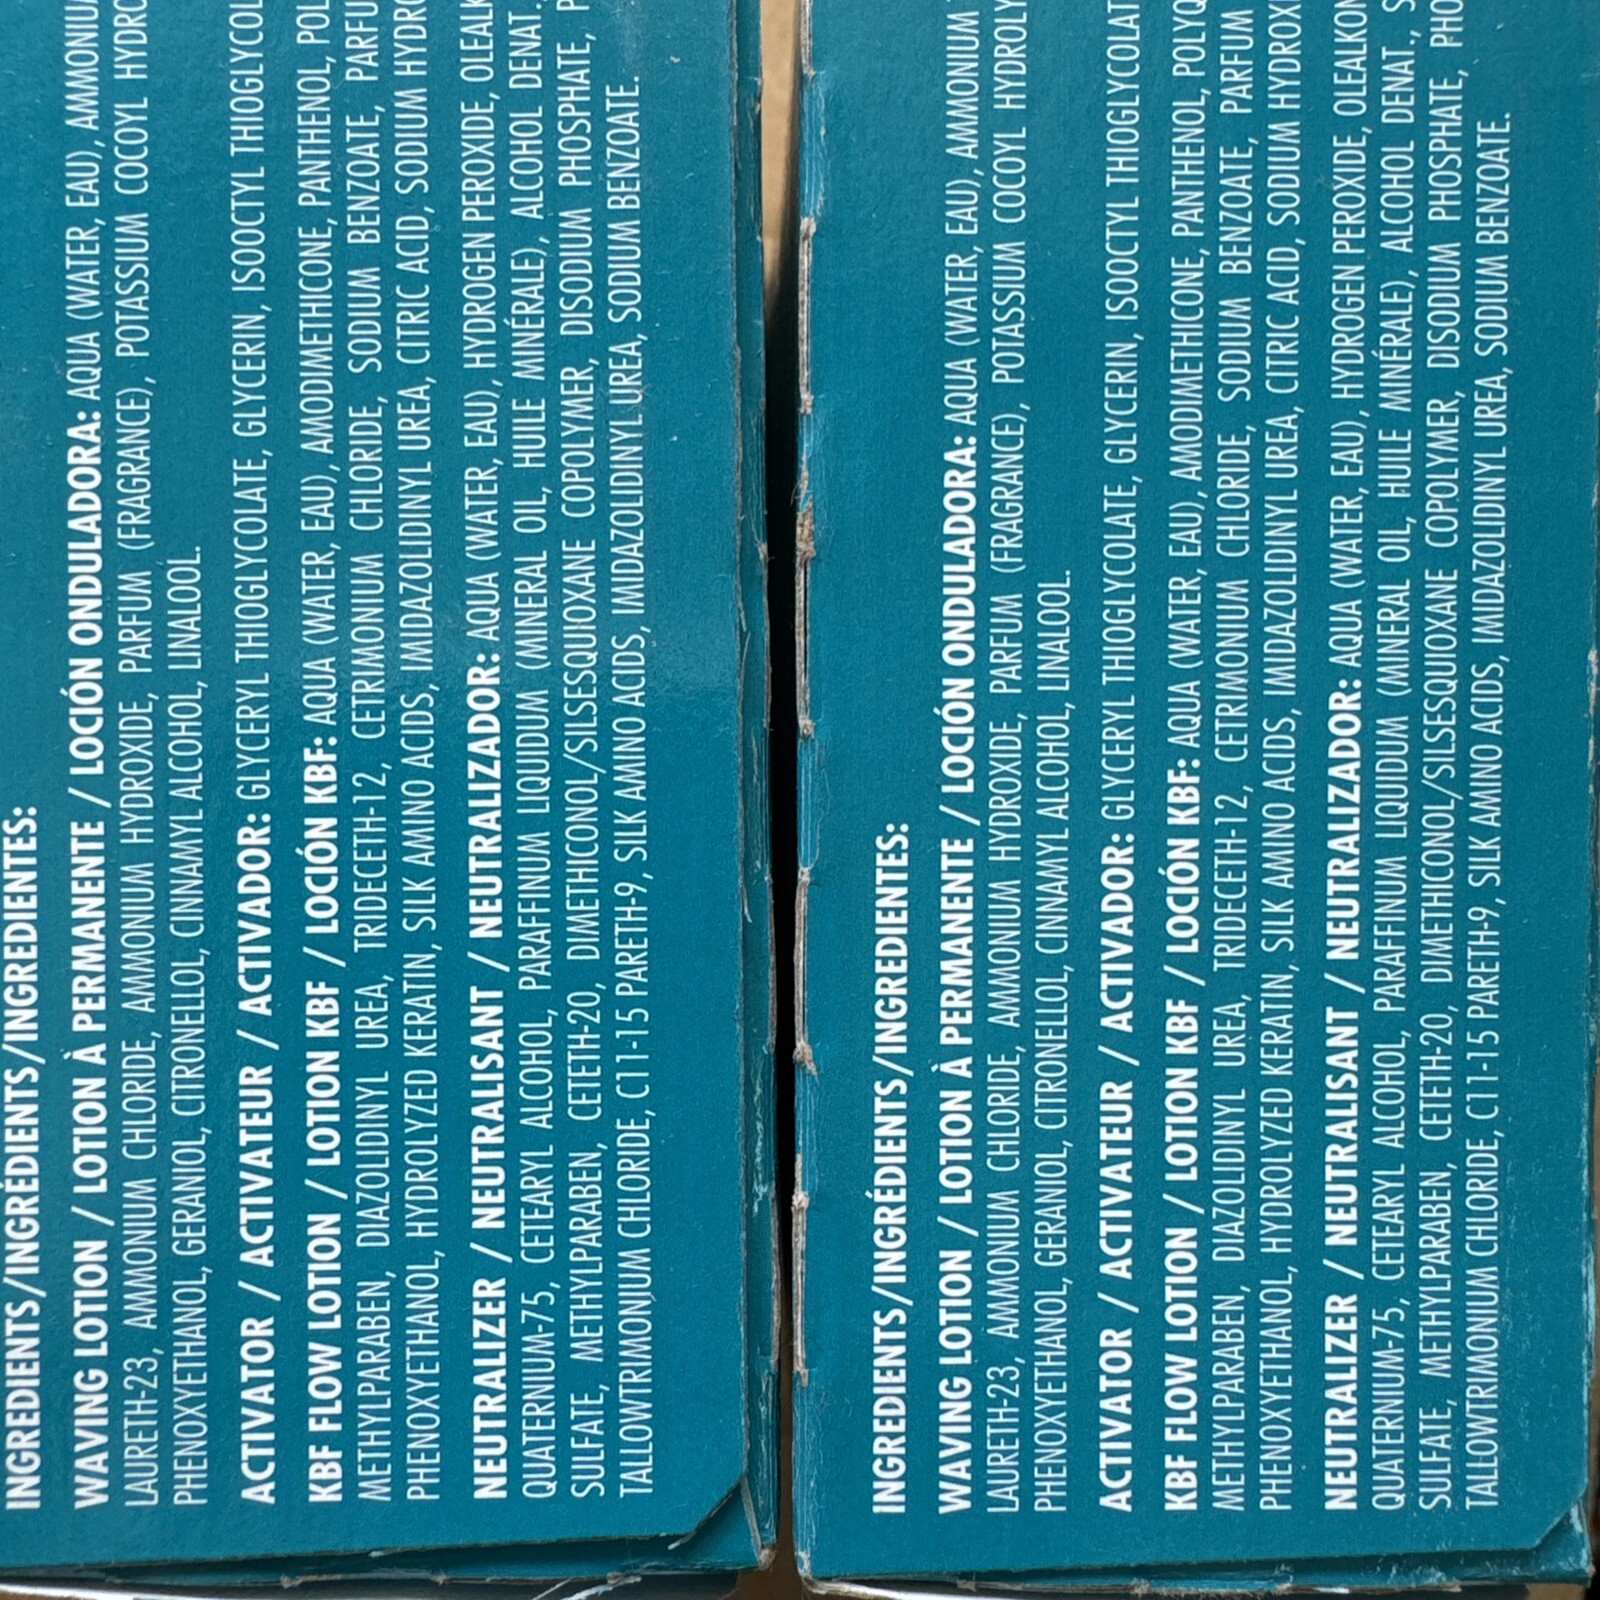 INGREDIENTS/INGRÉDIENTS/INGREDIENTES:
WAVING LOTION / LOTION À PERMANENTE / LOCIÓN ONDULADORA: AQUA (WATER, EAU), AMMONIU
LAURETH-23, AMMONIUM CHLORIDE, AMMONIUM HYDROXIDE, PARFUM (FRAGRANCE), POTASSIUM COCOYL HYDRO
PHENOXYETHANOL, GERANIOL, CITRONELLOL, CINNAMYL ALCOHOL, LINALOOL.
ACTIVATOR / ACTIVATEUR / ACTIVADOR: GLYCERYL THIOGLYCOLATE, GLYCERIN, ISOOCTYL THIOGLYCOL
KBF FLOW LOTION / LOTION KBF / LOCIÓN KBF: AQUA (WATER, EAU), AMODIMETHICONE, PANTHENOL, POL
METHYLPARABEN, DIAZOLIDINYL UREA, TRIDECETH-12, CETRIMONIUM CHLORIDE, SODIUM BENZOATE, PARFU
PHENOXYETHANOL, HYDROLYZED KERATIN, SILK AMINO ACIDS, IMIDAZOLIDINYL UREA, CITRIC ACID, SODIUM HYDRO
NEUTRALIZER / NEUTRALISANT / NEUTRALIZADOR: AQUA (WATER, EAU), HYDROGEN PEROXIDE, OLEALK
QUATERNIUM-75, CETEARYL ALCOHOL, PARAFFINUM LIQUIDUM (MINERAL OIL, HUILE MINÉRALE), ALCOHOL DENAT.
SULFATE, METHYLPARABEN, CETETH-20, DIMETHICONOL/SILSESQUIOXANE COPOLYMER, DISODIUM PHOSPHATE, P
TALLOWTRIMONIUM CHLORIDE, C11-15 PARETH-9, SILK AMINO ACIDS, IMIDAZOLIDINYL UREA, SODIUM BENZOATE.
INGREDIENTS/INGRÉDIENTS/INGREDIENTES:
WAVING LOTION / LOTION À PERMANENTE / LOCIÓN ONDULADORA: AQUA (WATER, EAU), AMMONIUM
LAURETH-23, AMMONIUM CHLORIDE, AMMONIUM HYDROXIDE, PARFUM (FRAGRANCE), POTASSIUM COCOYL HYDROLY
PHENOXYETHANOL, GERANIOL, CITRONELLOL, CINNAMYL ALCOHOL, LINALOOL.
ACTIVATOR / ACTIVATEUR / ACTIVADOR: GLYCERYL THIOGLYCOLATE, GLYCERIN, ISOOCTYL THIOGLYCOLAT
KBF FLOW LOTION / LOTION KBF / LOCIÓN KBF: AQUA (WATER, EAU), AMODIMETHICONE, PANTHENOL, POLYQ
METHYLPARABEN, DIAZOLIDINYL UREA, TRIDECETH-12, CETRIMONIUM CHLORIDE, SODIUM BENZOATE, PARFUM
PHENOXYETHANOL, HYDROLYZED KERATIN, SILK AMINO ACIDS, IMIDAZOLIDINYL UREA, CITRIC ACID, SODIUM HYDROXI
NEUTRALIZER / NEUTRALISANT / NEUTRALIZADOR: AQUA (WATER, EAU), HYDROGEN PEROXIDE, OLEALKON
QUATERNIUM-75, CETEARYL ALCOHOL, PARAFFINUM LIQUIDUM (MINERAL OIL, HUILE MINÉRALE), ALCOHOL DENAT., S
SULFATE, METHYLPARABEN, CETETH-20, DIMETHICONOL/SILSESQUIOXANE COPOLYMER, DISODIUM PHOSPHATE, PHO
TALLOWTRIMONIUM CHLORIDE, C11-15 PARETH-9, SILK AMINO ACIDS, IMIDAZOLIDINYL UREA, SODIUM BENZOATE.